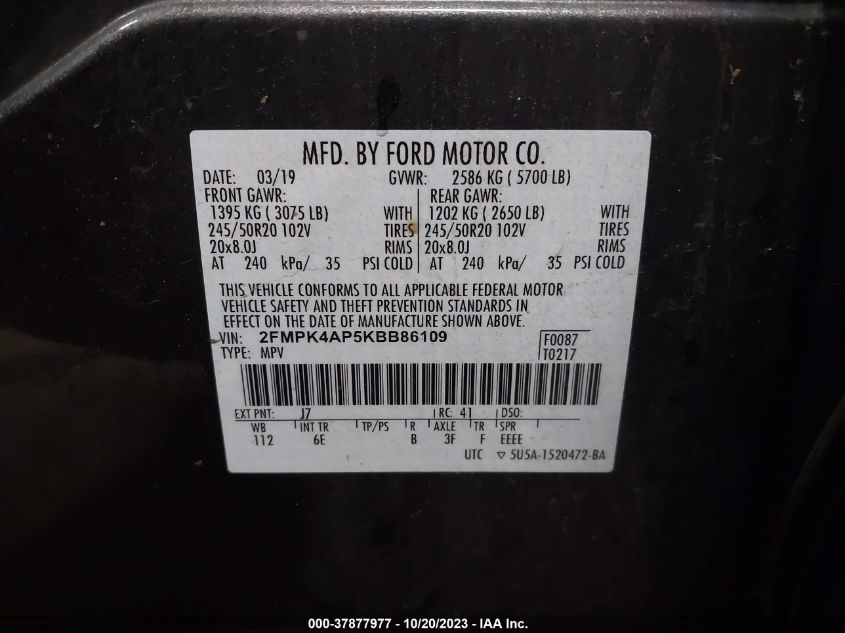 MFD. BY FORD MOTOR CO.
DATE: 03/19 GVWR: 2586 KG ( 5700 LB)
FRONT GAWR: REAR GAWR:
1395 KG ( 3075 LB) WITH 1202 KG ( 2650 LB) WITH
245/50R20 102V TIRES 245/50R20 102V TIRES
20x8.0J RIMS 20x8.0J RIMS
AT 240 kPa/ 35 PSI COLD AT 240 kPa/ 35 PSI COLD
THIS VEHICLE CONFORMS TO ALL APPLICABLE FEDERAL MOTOR
VEHICLE SAFETY AND THEFT PREVENTION STANDARDS IN
EFFECT ON THE DATE OF MANUFACTURE SHOWN ABOVE.
VIN: 2FMPK4AP5KBB86109 F0087
TYPE: MPV T0217
EXT PNT: J7 RC: 41 DSO:
WB INT TR TP/PS R AXLE TR SPR
112 6E B 3F F EEEE
UTC ▽ 5U5A-1520472-BA
000-37877977 - 10/20/2023 - IAA Inc.